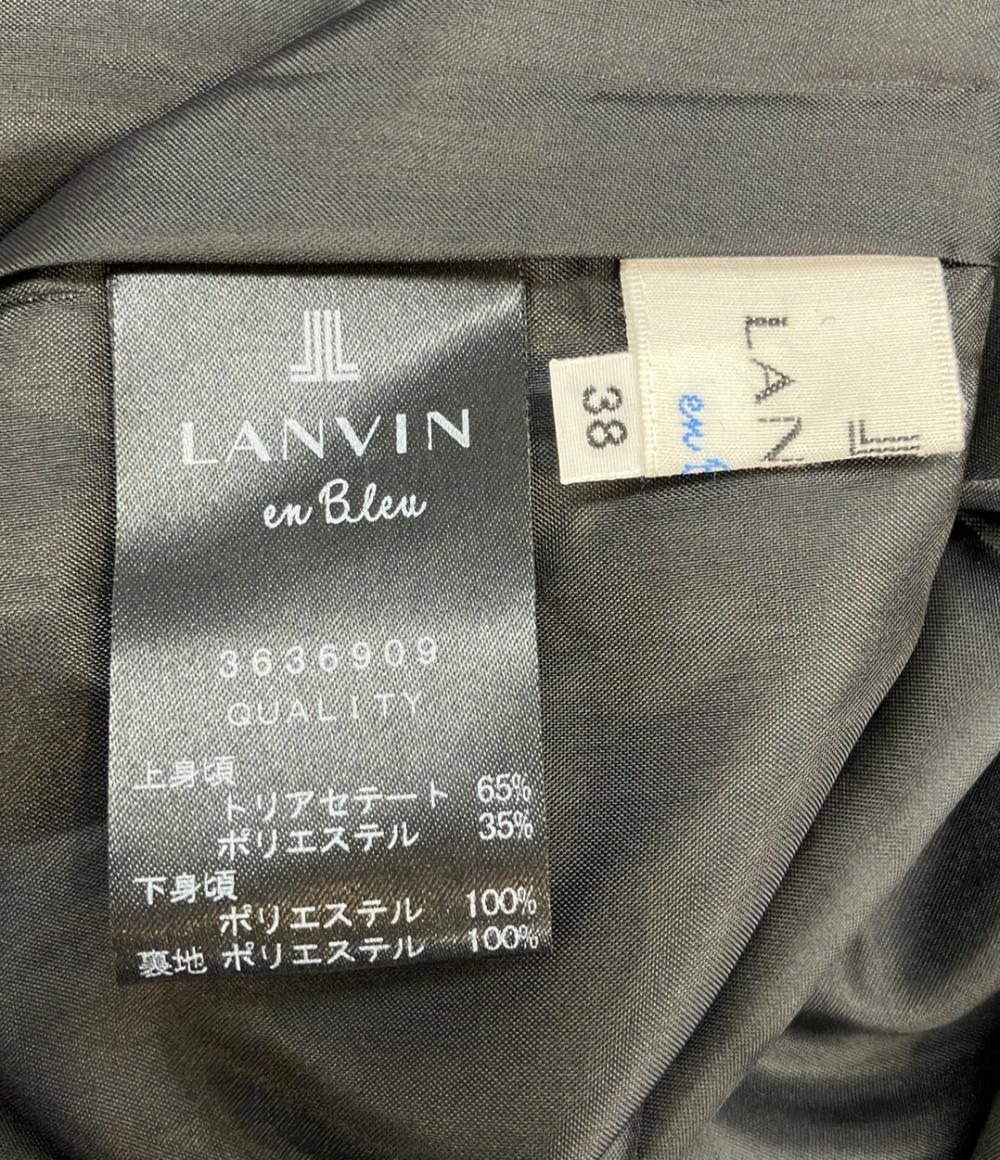 LANVIN
en Bleu
3636909
QUALITY
上身頃
トリアセテート 65%
ポリエステル 35%
下身頃
ポリエステル 100%
裏地 ポリエステル 100%
38
LAN
en